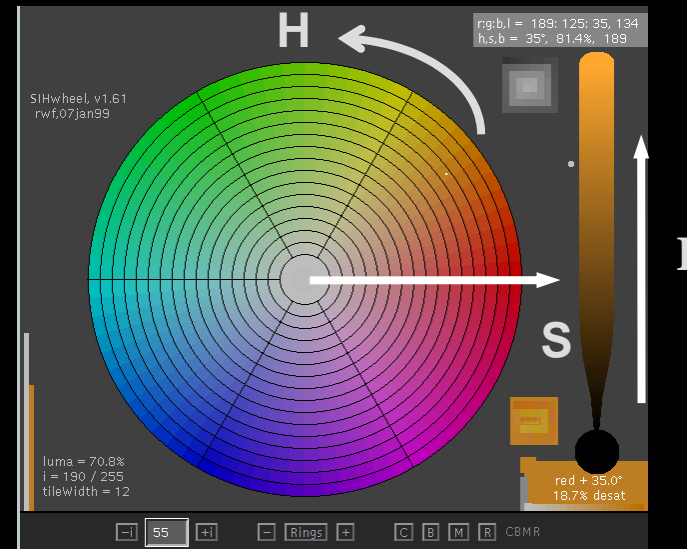 H
r:g:b,l = 189: 125: 35, 134
h,s,b = 35°, 81.4%, 189
SIHwheel, v1.61
rwf,07jan99
S
luma = 70.8%
i = 190 / 255
tileWidth = 12
red + 35.0°
18.7% desat
−i 55 +i − Rings + C B M R CBMR